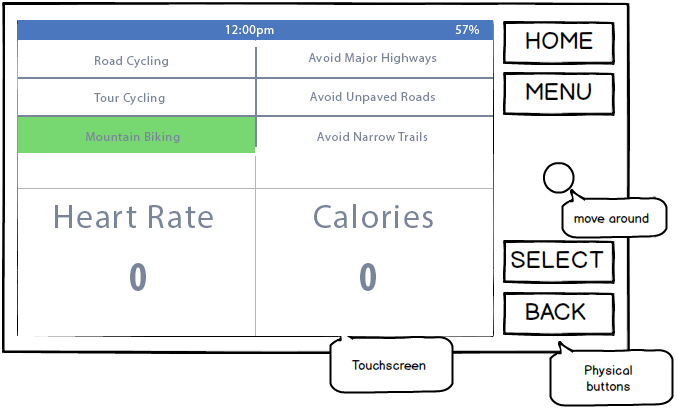 12:00pm 57%
Road Cycling Avoid Major Highways
Tour Cycling Avoid Unpaved Roads
Mountain Biking Avoid Narrow Trails
Heart Rate Calories
0 0
HOME
MENU
move around
SELECT
BACK
Touchscreen
Physical
buttons